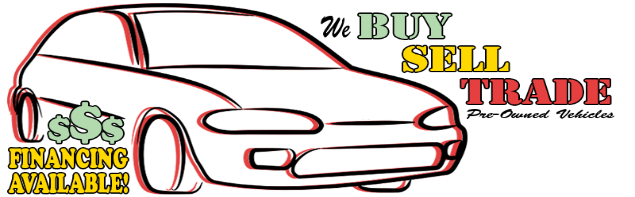 We BUY
SELL
TRADE
Pre-Owned Vehicles
$$$
FINANCING
AVAILABLE!